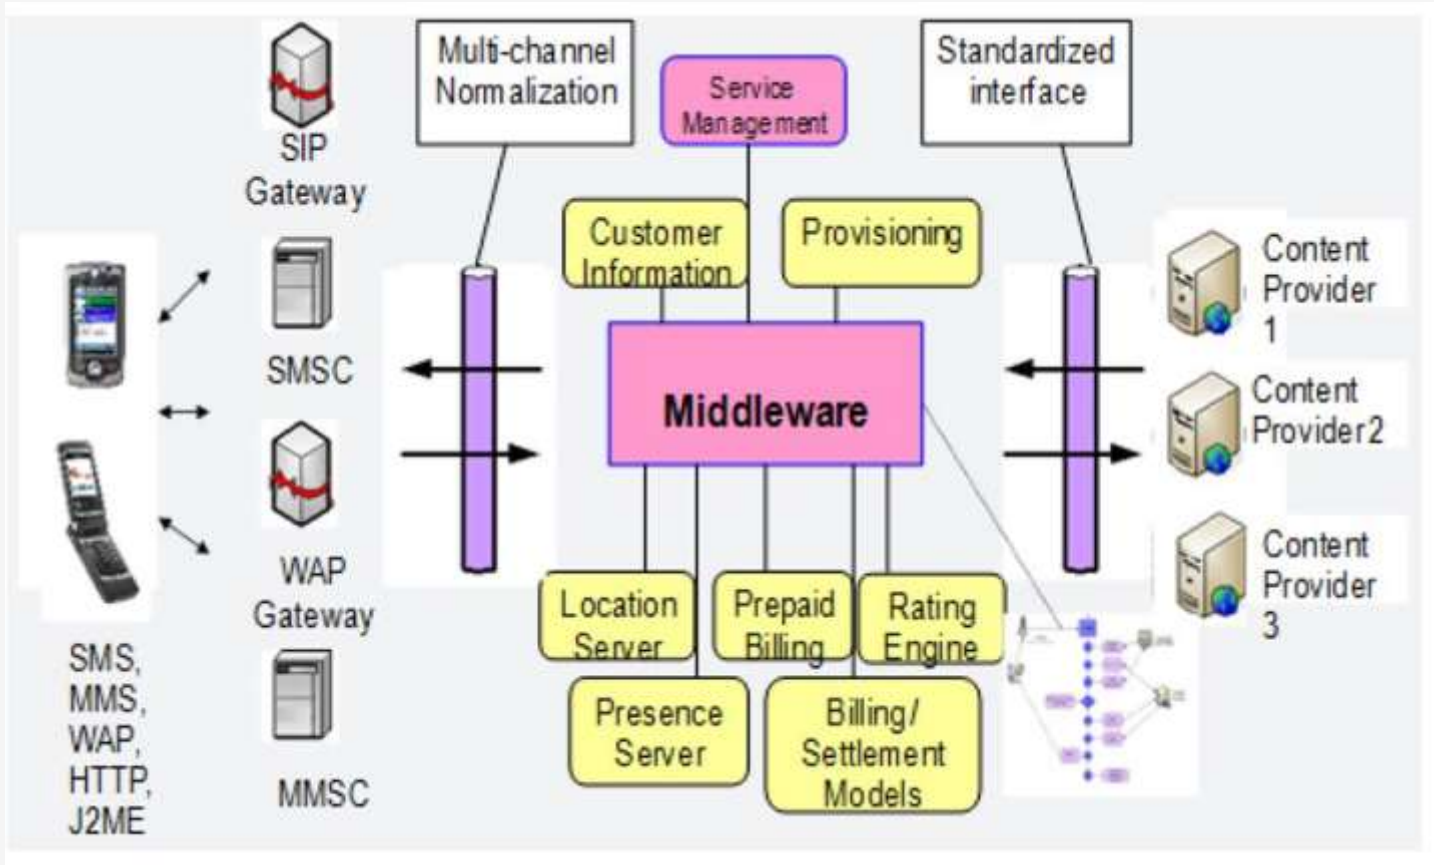 SIP
Gateway
SMSC
WAP
Gateway
MMSC
SMS,
MMS,
WAP,
HTTP,
J2ME
Multi-channel
Normalization
Service
Management
Standardized
interface
Customer
Information
Provisioning
Middleware
Location
Server
Prepaid
Billing
Rating
Engine
Presence
Server
Billing/
Settlement
Models
Content
Provider
1
Content
Provider2
Content
Provider
3